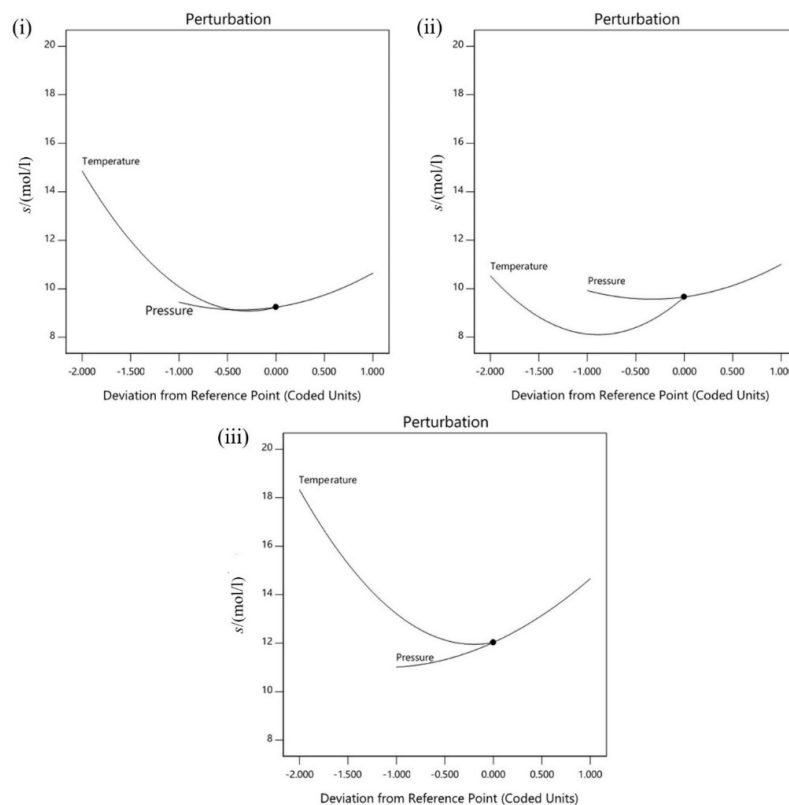 (i)
Perturbation
20
18
16
14
12
10
8
s/(mol/l)
Temperature
Pressure
-2.000 -1.500 -1.000 -0.500 0.000 0.500 1.000
Deviation from Reference Point (Coded Units)
(ii)
Perturbation
20
18
16
14
12
10
8
s/(mol/l)
Temperature
Pressure
-2.000 -1.500 -1.000 -0.500 0.000 0.500 1.000
Deviation from Reference Point (Coded Units)
(iii)
Perturbation
20
18
16
14
12
10
8
s/(mol/l)
Temperature
Pressure
-2.000 -1.500 -1.000 -0.500 0.000 0.500 1.000
Deviation from Reference Point (Coded Units)